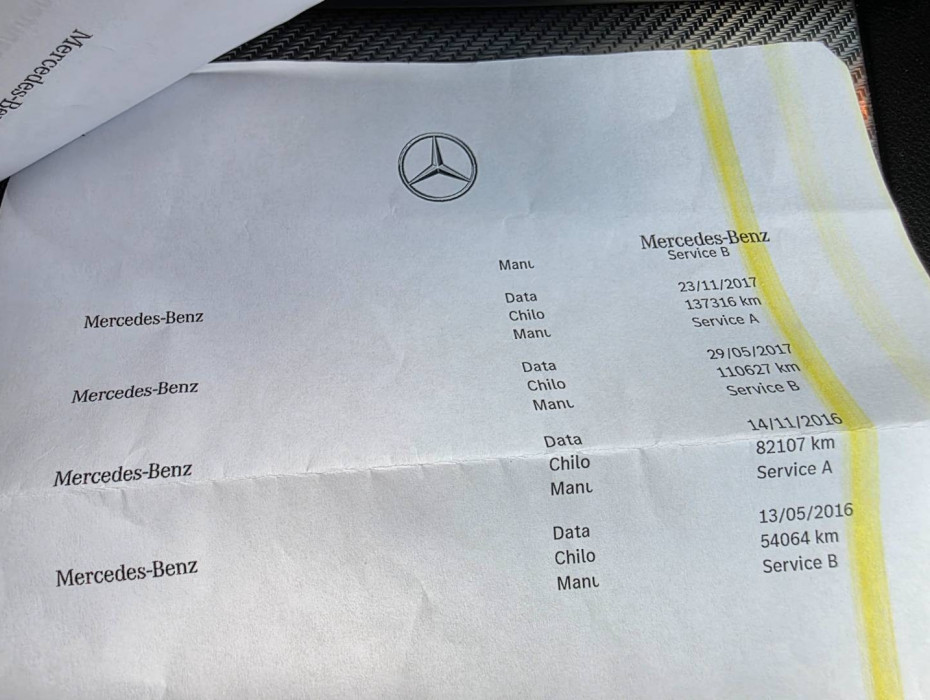 Mercedes-Be
Mercedes-Benz
Manu Service B
Data 23/11/2017
Mercedes-Benz Chilo 137316 km
Manu Service A
Data 29/05/2017
Mercedes-Benz Chilo 110627 km
Manu Service B
Data 14/11/2016
Mercedes-Benz Chilo 82107 km
Manu Service A
Data 13/05/2016
Mercedes-Benz Chilo 54064 km
Manu Service B